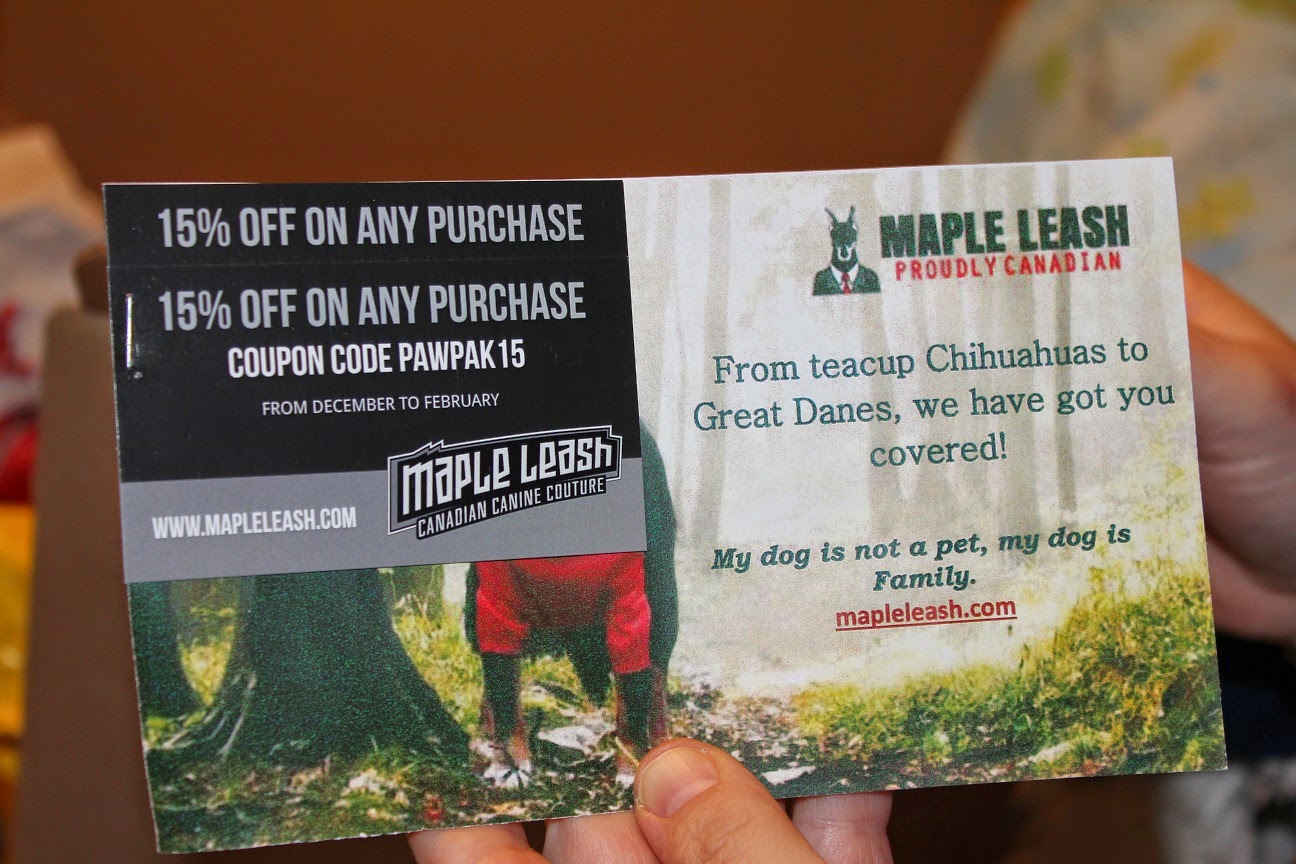 15% OFF ON ANY PURCHASE
15% OFF ON ANY PURCHASE
COUPON CODE PAWPAK15
FROM DECEMBER TO FEBRUARY
WWW.MAPLELEASH.COM
maple Leash
CANADIAN CANINE COUTURE
MAPLE LEASH
PROUDLY CANADIAN
From teacup Chihuahuas to
Great Danes, we have got you
covered!
My dog is not a pet, my dog is
Family.
mapleleash.com